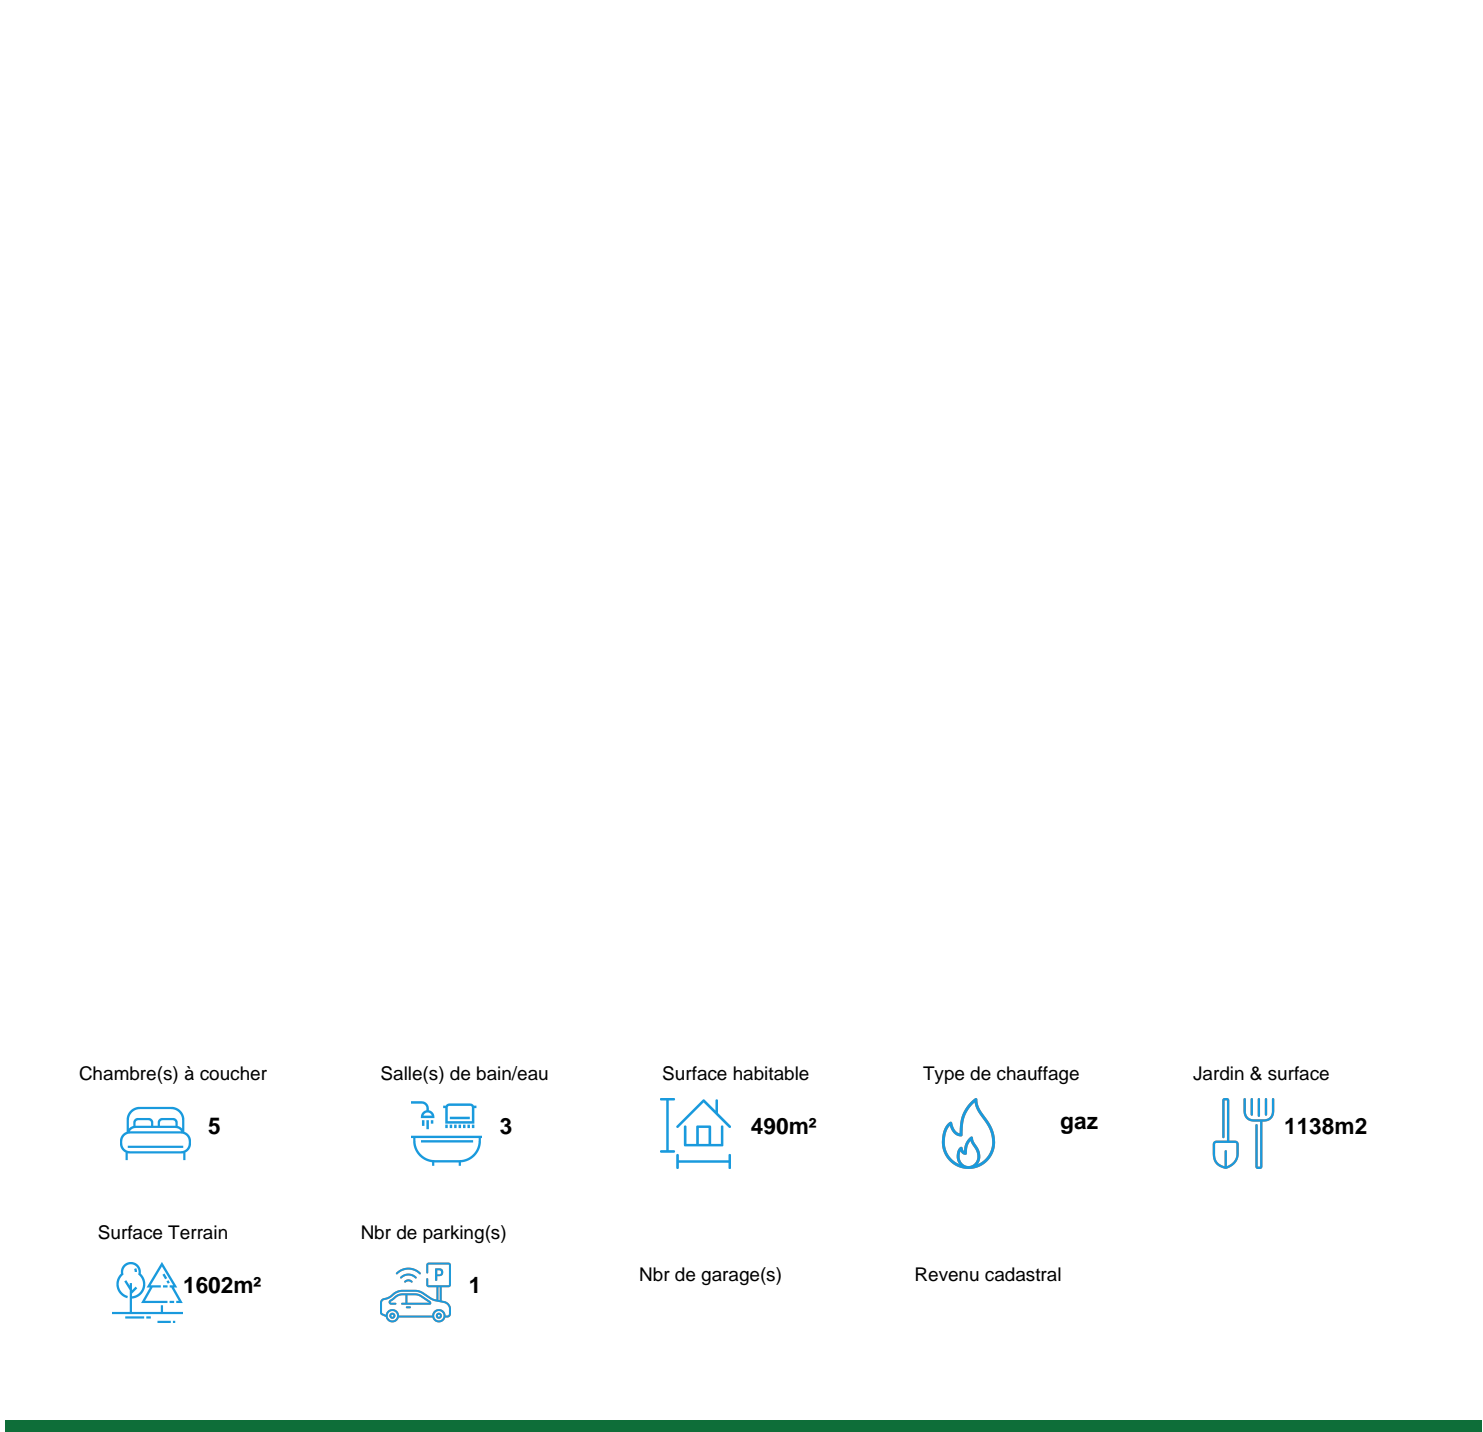 Chambre(s) à coucher
5
Salle(s) de bain/eau
3
Surface habitable
490m²
Type de chauffage
gaz
Jardin & surface
1138m2
Surface Terrain
1602m²
Nbr de parking(s)
P
1
Nbr de garage(s)
Revenu cadastral